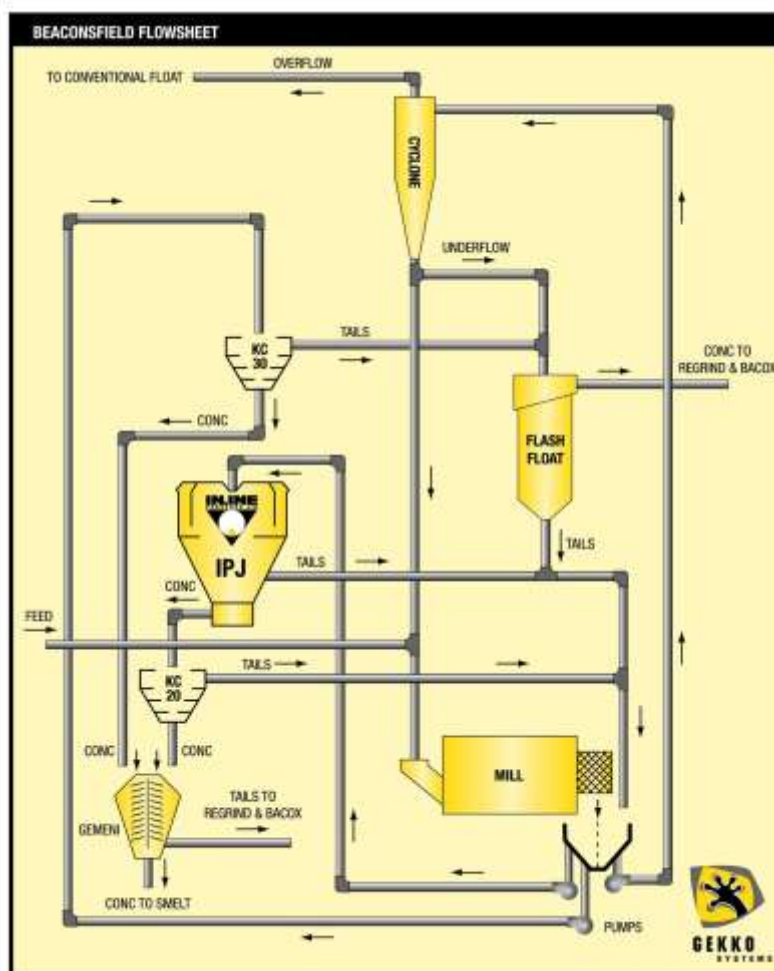 BEACONSFIELD FLOWSHEET
OVERFLOW
TO CONVENTIONAL FLOAT
CYCLONE
UNDERFLOW
TAILS
KC
30
CONC TO
REGRIND & BACOX
CONC
FLASH
FLOAT
INLINE
IPJ
TAILS
TAILS
CONC
FEED
TAILS
KC
20
CONC
CONC
MILL
TAILS TO
REGRIND & BACOX
GEMENI
CONC TO SMELT
PUMPS
GEKKO
SYSTEMS